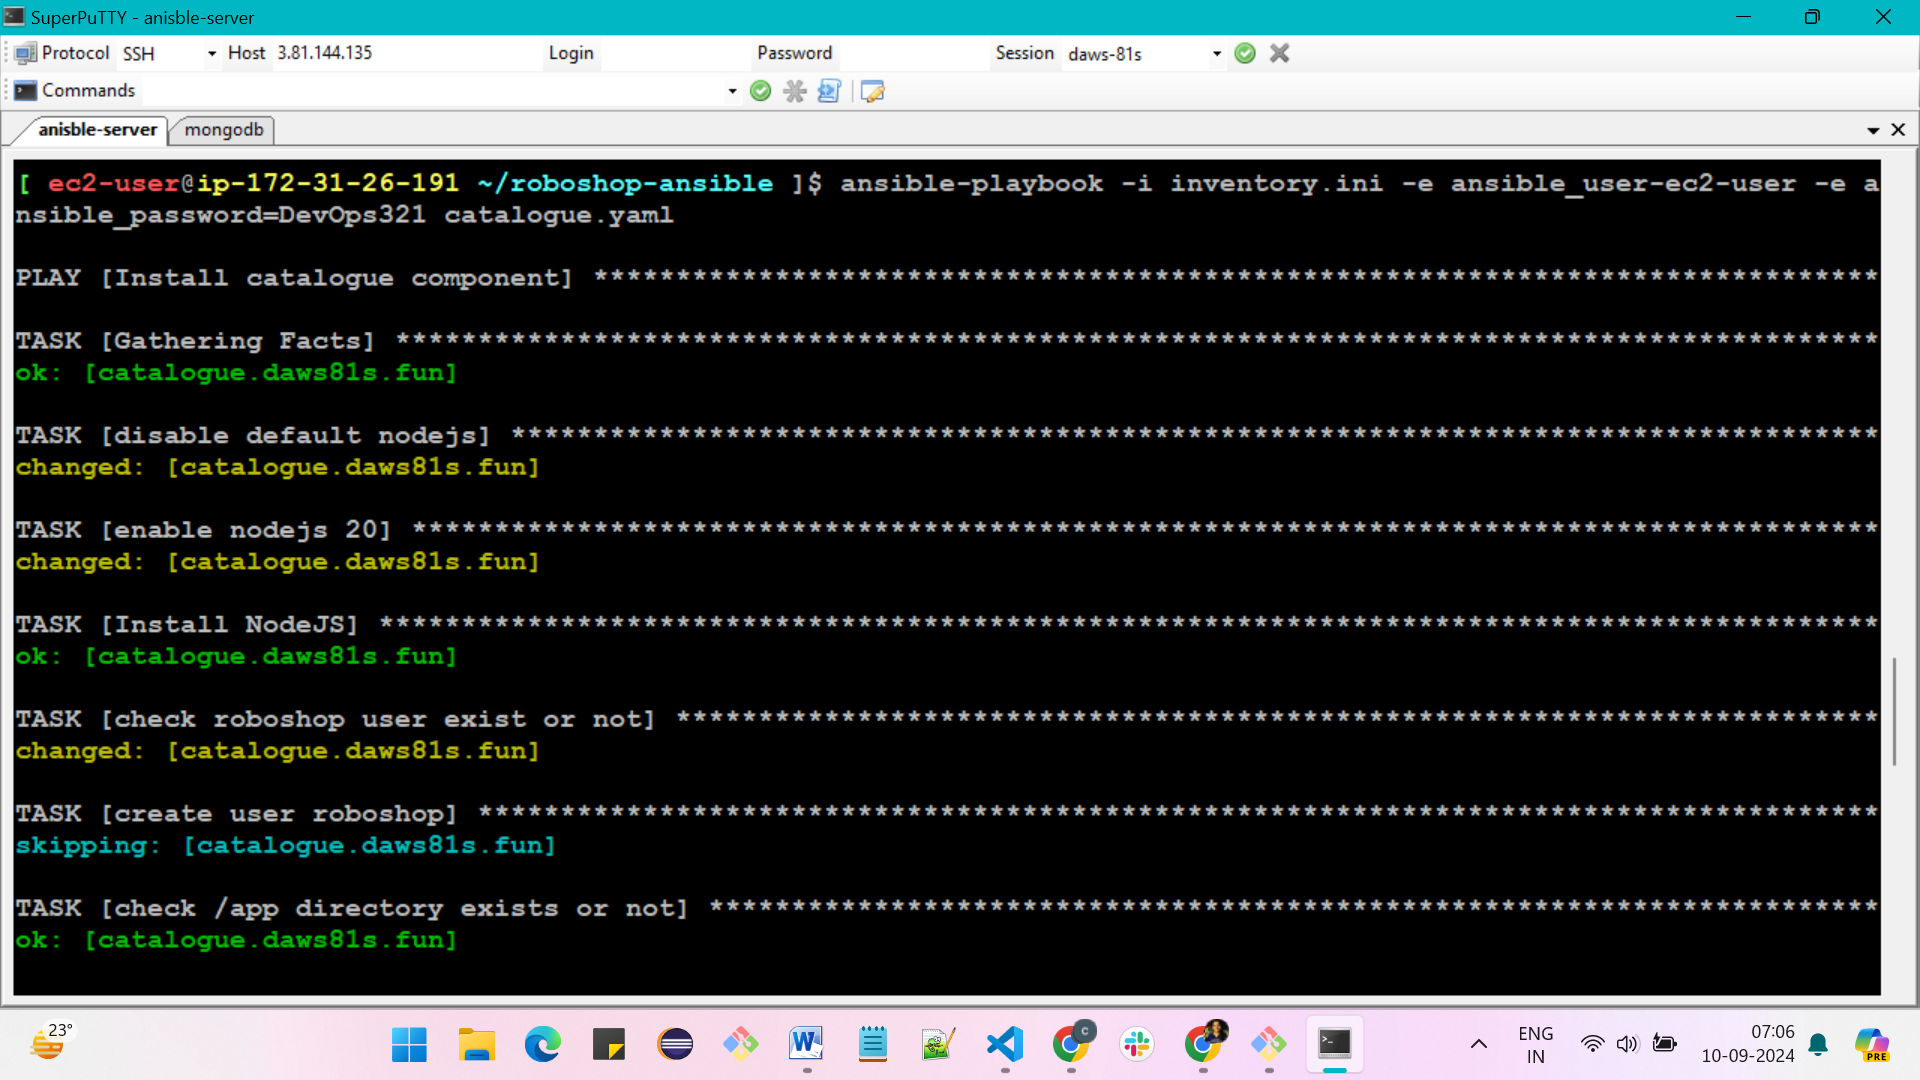 SuperPuTTY - anisble-server
Protocol SSH Host 3.81.144.135 Login Password Session daws-81s
Commands
anisble-server mongodb
[ ec2-user@ip-172-31-26-191 ~/roboshop-ansible ]$ ansible-playbook -i inventory.ini -e ansible_user-ec2-user -e a
nsible_password=DevOps321 catalogue.yaml
PLAY [Install catalogue component] ******************************************************************************
TASK [Gathering Facts] ******************************************************************************************
ok: [catalogue.daws81s.fun]
TASK [disable default nodejs] ***********************************************************************************
changed: [catalogue.daws81s.fun]
TASK [enable nodejs 20] *****************************************************************************************
changed: [catalogue.daws81s.fun]
TASK [Install NodeJS] *******************************************************************************************
ok: [catalogue.daws81s.fun]
TASK [check roboshop user exist or not] *************************************************************************
changed: [catalogue.daws81s.fun]
TASK [create user roboshop] *************************************************************************************
skipping: [catalogue.daws81s.fun]
TASK [check /app directory exists or not] ***********************************************************************
ok: [catalogue.daws81s.fun]
23°
ENG
IN
07:06
10-09-2024
PRE